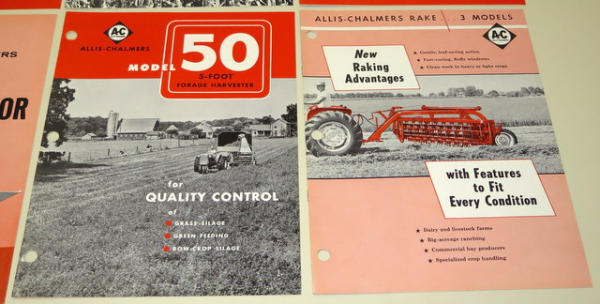 ERS
OR
A-C
ALLIS-CHALMERS
MODEL 50
5-FOOT
FORAGE HARVESTER
for
QUALITY CONTROL
of
GRASS SILAGE
GREEN FEEDING
ROW-CROP SILAGE
ALLIS-CHALMERS RAKE . . . 3 MODELS
A-C
New
Raking
Advantages
★ Gentle, leaf-saving action
★ Fast-curing, fluffy windrows
★ Clean work in heavy or light crops
with Features
to Fit
Every Condition
★ Dairy and livestock farms
★ Big-acreage ranching
★ Commercial hay producers
★ Specialized crop handling